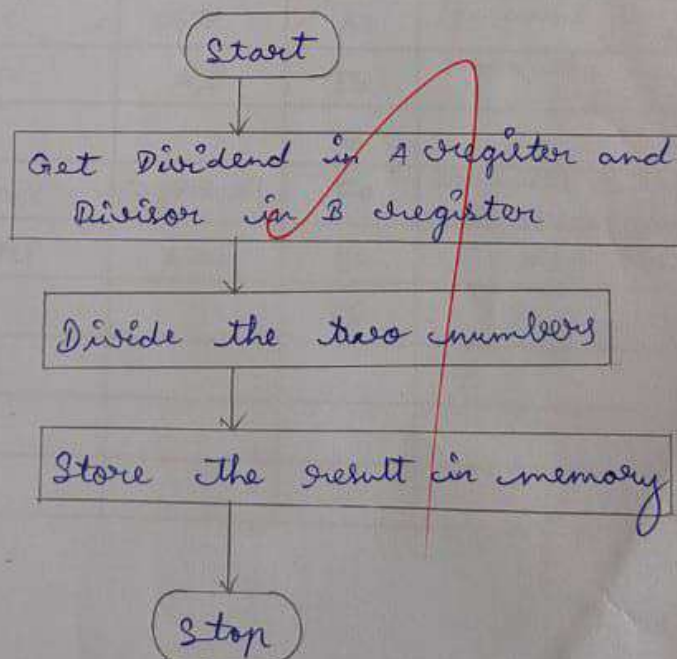 Start
Get Dividend in A register and
Divisor in B register
Divide the two numbers
Store the result in memory
Stop